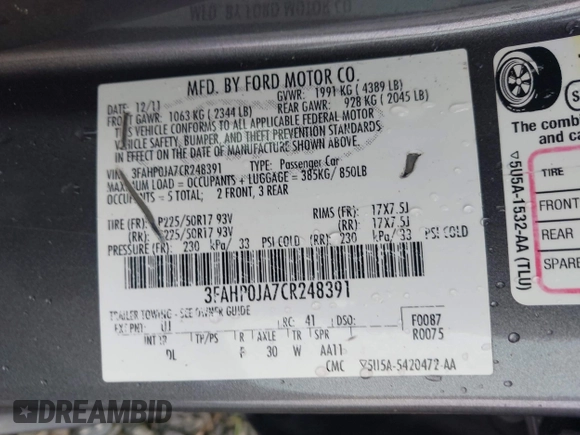 MFD. BY FORD MOTOR CO.
DATE: 12/11 GVWR: 1991 KG ( 4389 LB)
FRONT GAWR: 1063 KG ( 2344 LB) REAR GAWR: 928 KG ( 2045 LB)
THIS VEHICLE CONFORMS TO ALL APPLICABLE FEDERAL MOTOR
VEHICLE SAFETY, BUMPER, AND THEFT PREVENTION STANDARDS
IN EFFECT ON THE DATE OF MANUFACTURE SHOWN ABOVE.
VIN: 3FAHP0JA7CR248391 TYPE: Passenger Car
MAXIMUM LOAD = OCCUPANTS + LUGGAGE = 385KG/ 850LB
OCCUPANTS = 5 TOTAL; 2 FRONT, 3 REAR
TIRE (FR): P225/50R17 93V RIMS (FR): 17X7.5J
(RR): P225/50R17 93V (RR): 17X7.5J
PRESSURE (FR): 230 kPa/ 33 PSI COLD (RR): 230 kPa/ 33 PSI COLD
3FAHP0JA7CR248391
TRAILER TOWING - SEE OWNER GUIDE
EXT PNT: UJ RC: 41 DSO: F0087
INT TR TP/PS R AXLE TR SPR R0075
DL F 30 W AA11
CMC 5U5A-5420472-AA
The comb
and ca
TIRE
FRONT
REAR
SPARE
5U5A-1532-AA (TLU)
DREAMBID